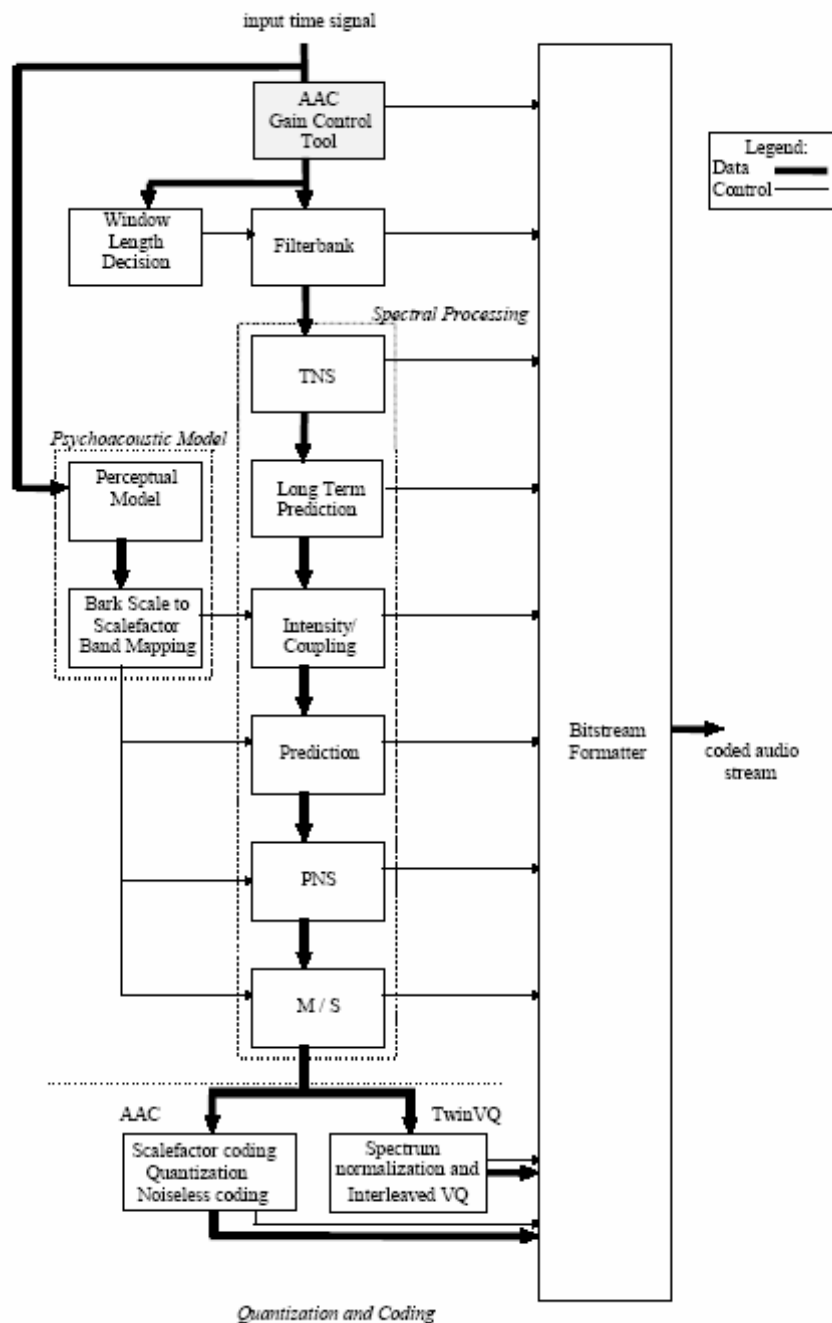 input time signal
AAC
Gain Control
Tool
Legend:
Data
Control
Window
Length
Decision
Filterbank
Spectral Processing
TNS
Psychoacoustic Model
Perceptual
Model
Long Term
Prediction
Bark Scale to
Scalefactor
Band Mapping
Intensity/
Coupling
Prediction
Bitstream
Formatter
coded audio
stream
PNS
M / S
AAC
TwinVQ
Scalefactor coding
Quantization
Noiseless coding
Spectrum
normalization and
Interleaved VQ
Quantization and Coding